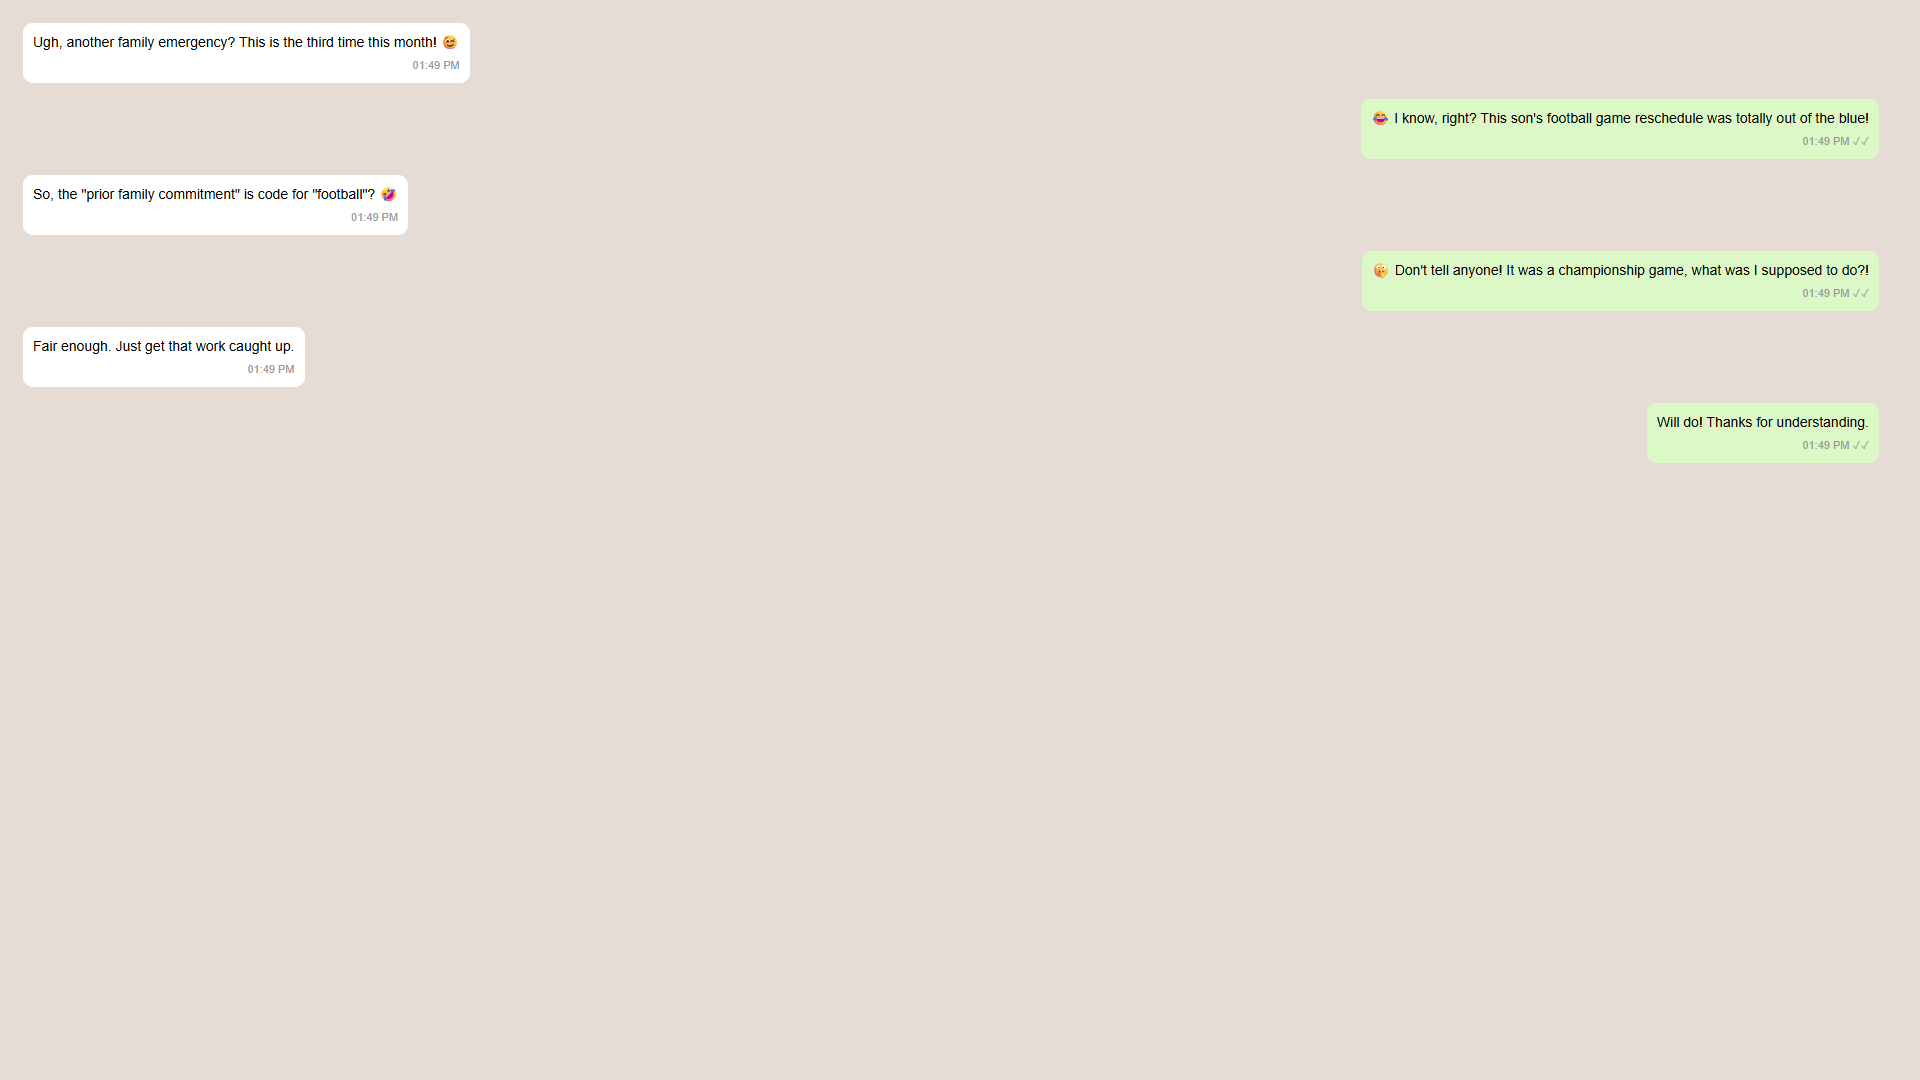 Ugh, another family emergency? This is the third time this month! 😅
01:49 PM
😂 I know, right? This son's football game reschedule was totally out of the blue!
01:49 PM ✓✓
So, the "prior family commitment" is code for "football"? 🤣
01:49 PM
🤫 Don't tell anyone! It was a championship game, what was I supposed to do?!
01:49 PM ✓✓
Fair enough. Just get that work caught up.
01:49 PM
Will do! Thanks for understanding.
01:49 PM ✓✓